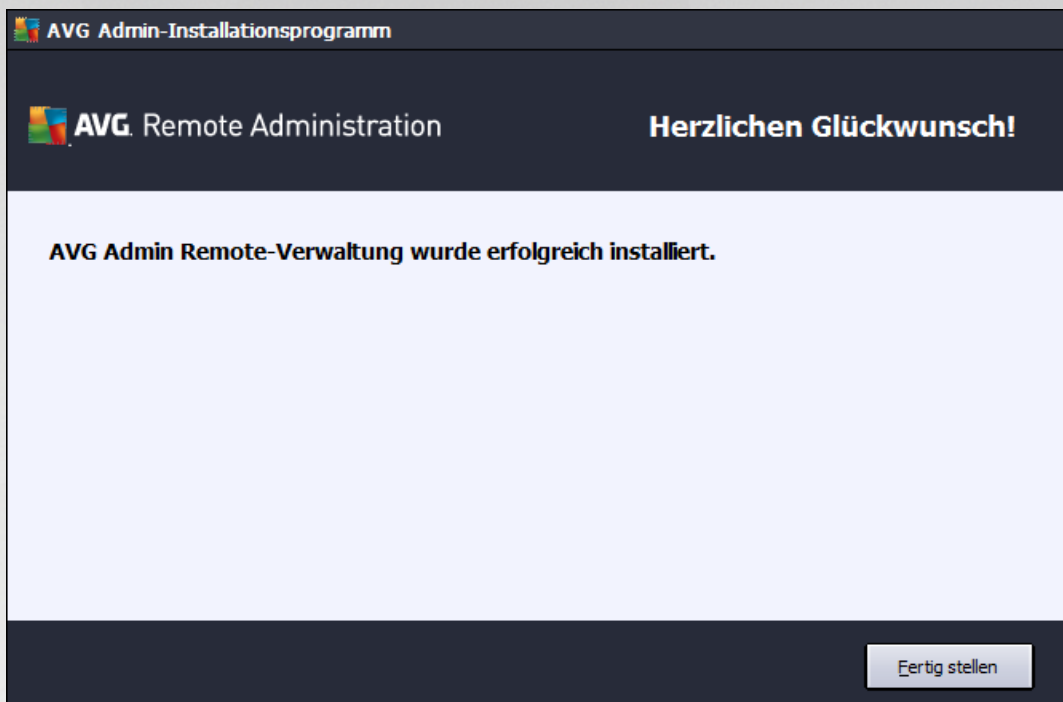 AVG Admin-Installationsprogramm
AVG. Remote Administration
Herzlichen Glückwunsch!
AVG Admin Remote-Verwaltung wurde erfolgreich installiert.
Fertig stellen